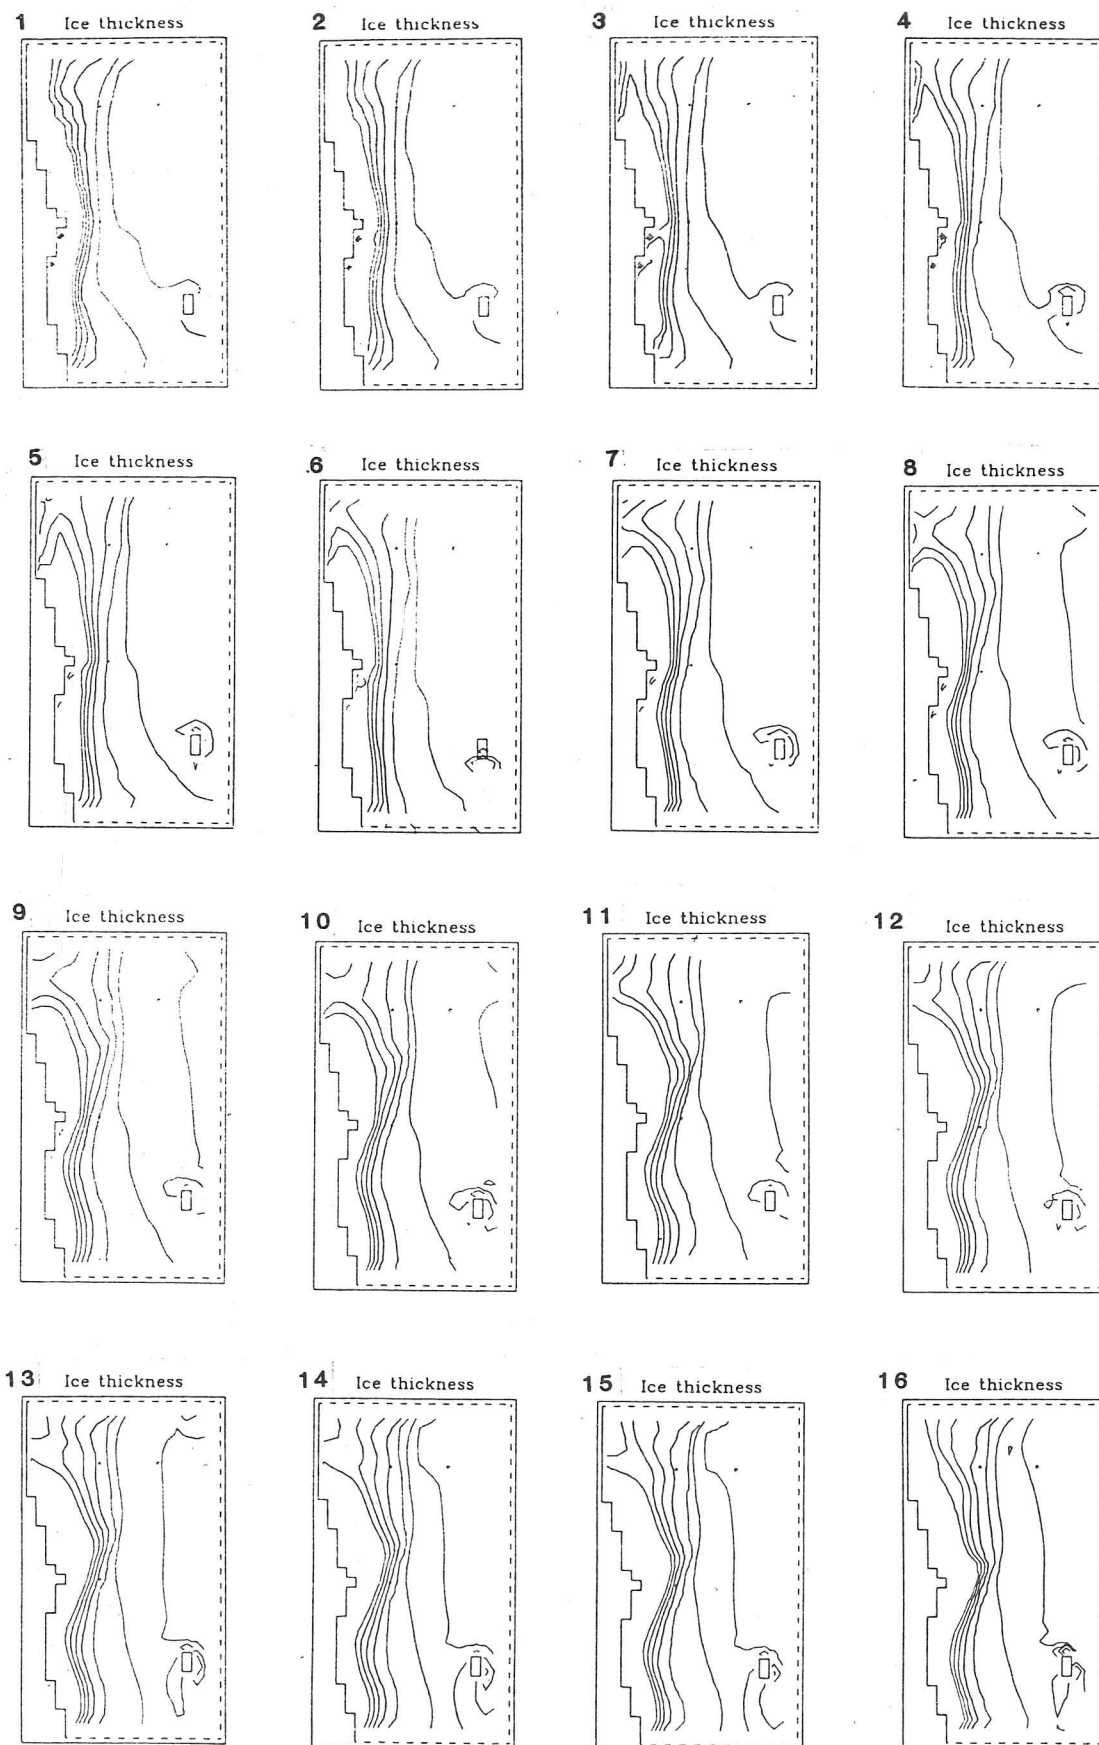 1 Ice thickness
2 Ice thickness
3 Ice thickness
4 Ice thickness
5 Ice thickness
6 Ice thickness
7 Ice thickness
8 Ice thickness
9 Ice thickness
10 Ice thickness
11 Ice thickness
12 Ice thickness
13 Ice thickness
14 Ice thickness
15 Ice thickness
16 Ice thickness